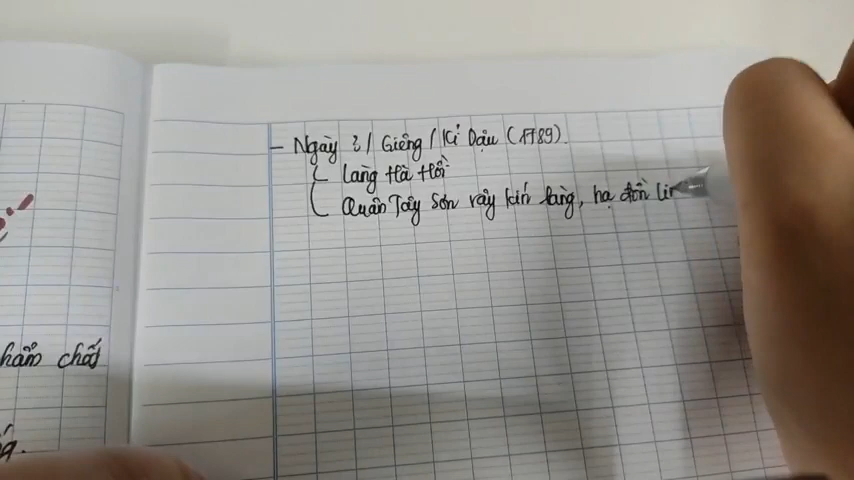 - Ngày 3/ Giêng / Kỉ Dậu (1789).
Làng Hà Hồi
Quân Tây Sơn vây kín làng, hạ đồn
hẩm chất